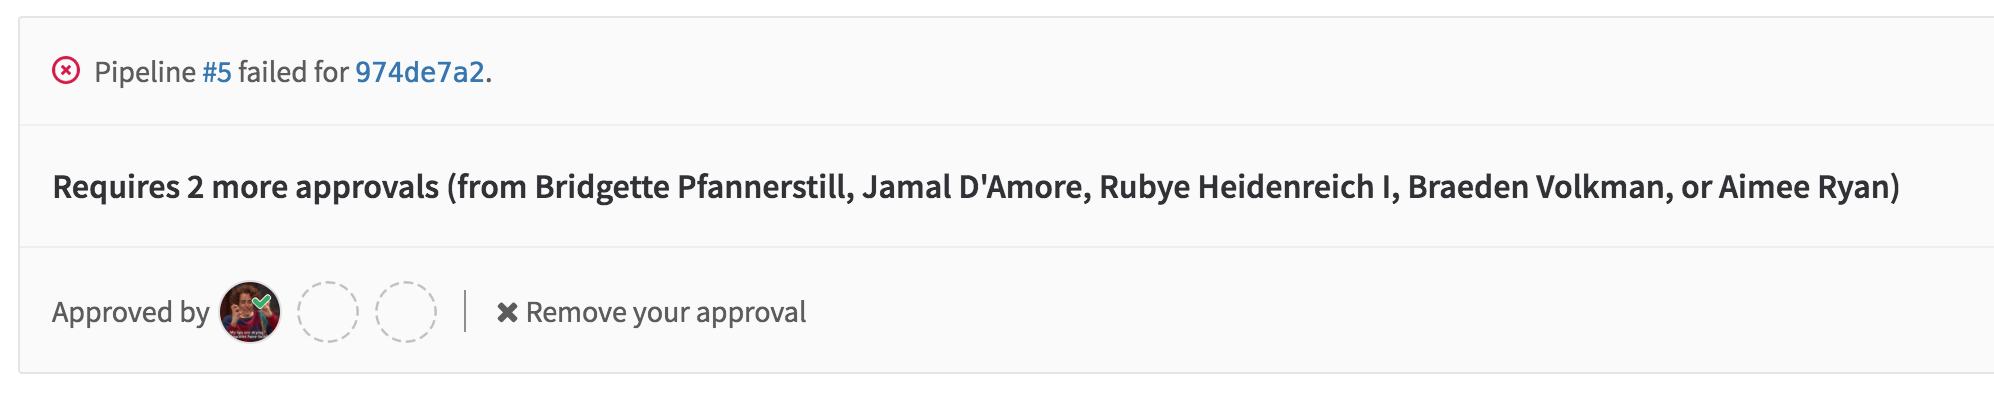 Pipeline #5 failed for 974de7a2.
Requires 2 more approvals (from Bridgette Pfannerstill, Jamal D'Amore, Rubye Heidenreich I, Braeden Volkman, or Aimee Ryan)
Approved by
Remove your approval